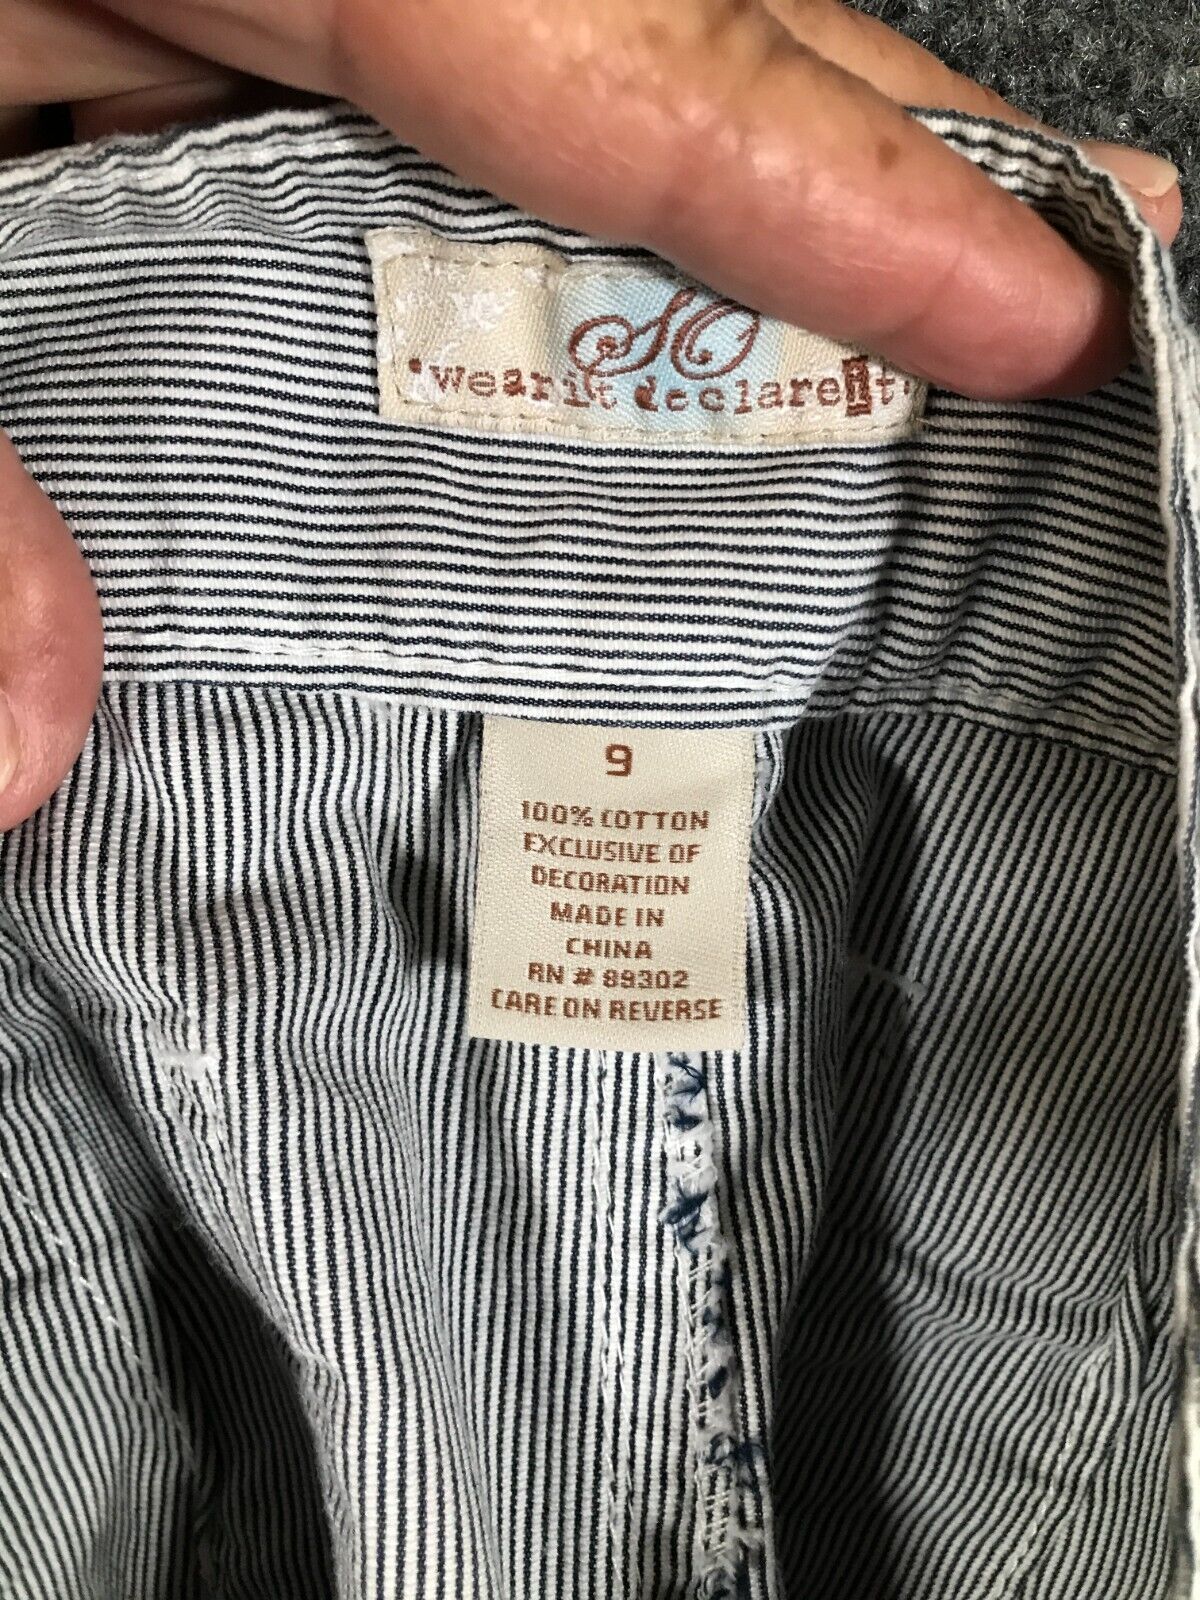 SO
wear it declare it.
9
100% COTTON
EXCLUSIVE OF
DECORATION
MADE IN
CHINA
RN # 89302
CARE ON REVERSE